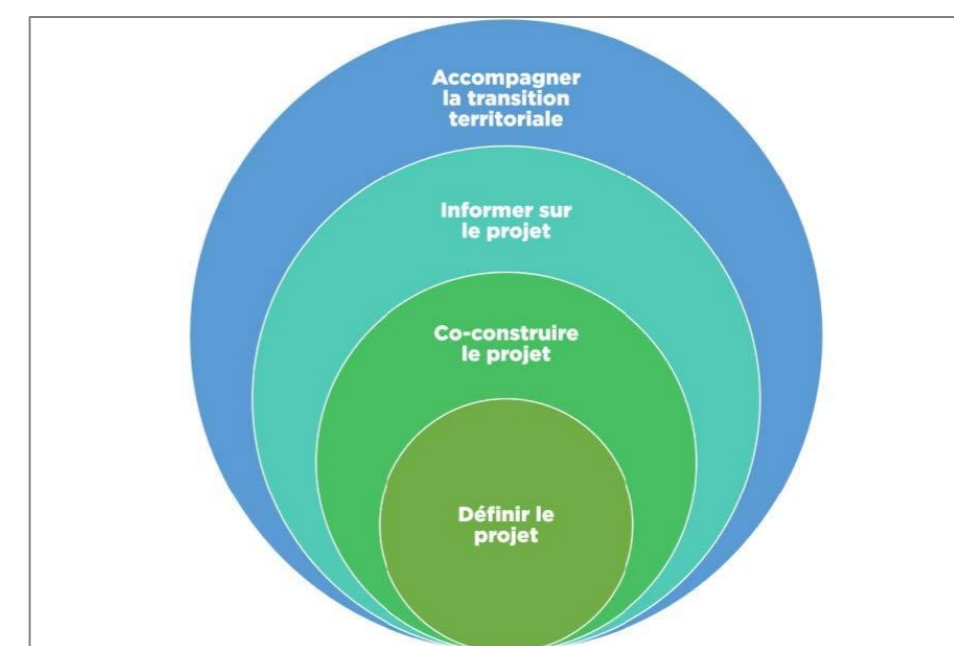 Accompagner
la transition
territoriale
Informer sur
le projet
Co-construire
le projet
Définir le
projet